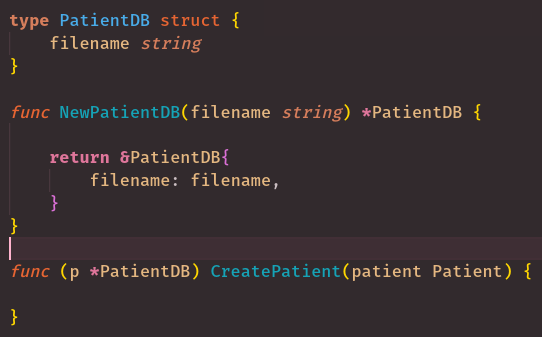 type PatientDB struct {
    filename string
}
func NewPatientDB(filename string) *PatientDB {
    return &PatientDB{
        filename: filename,
    }
}
func (p *PatientDB) CreatePatient(patient Patient) {
}